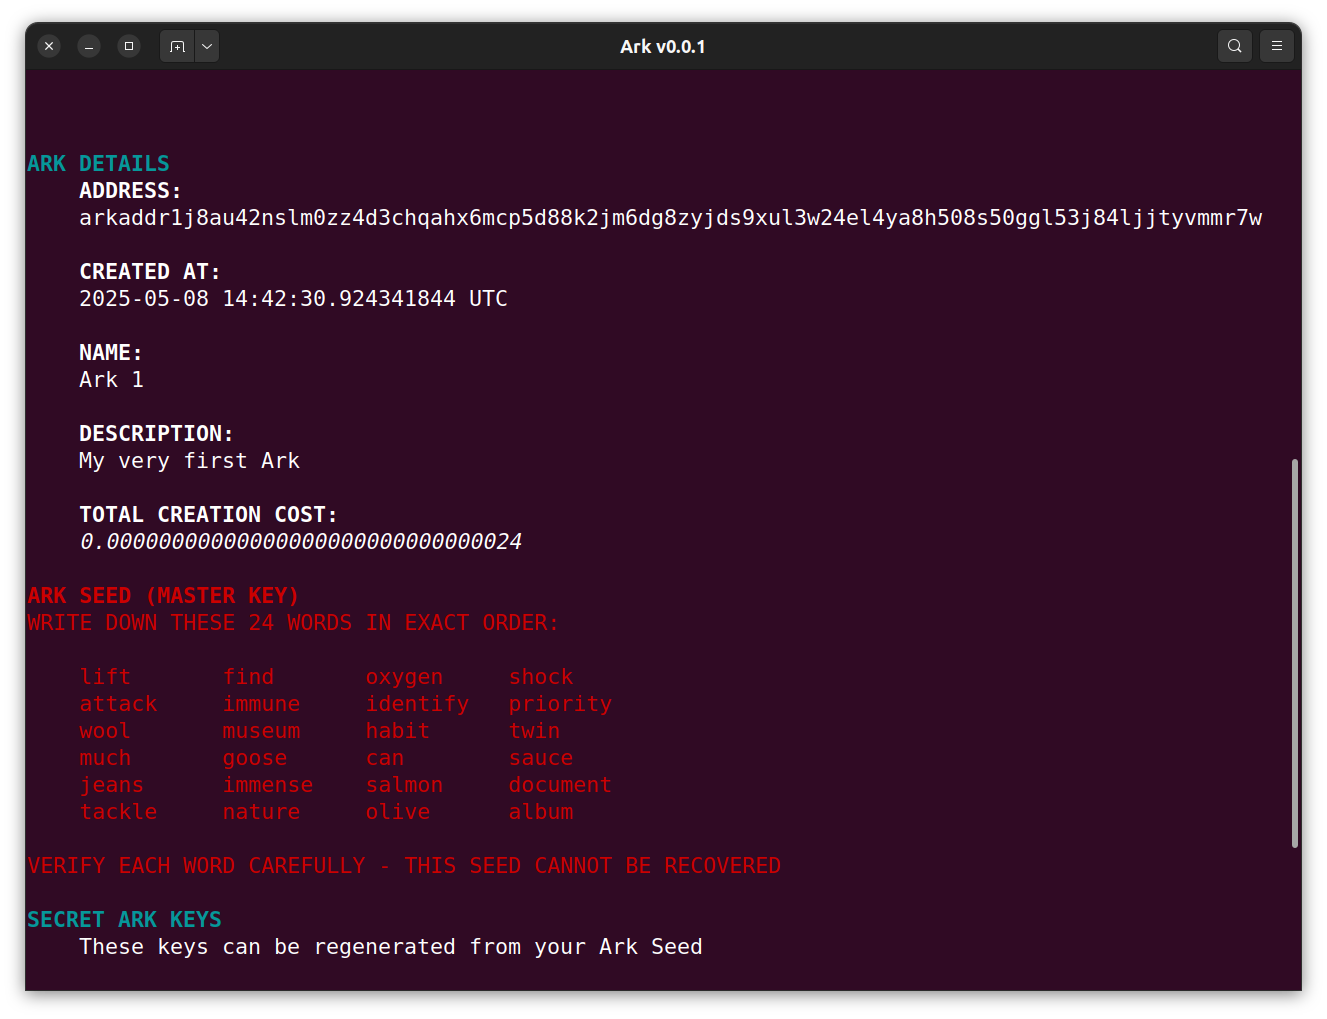 Ark v0.0.1
ARK DETAILS
ADDRESS:
arkaddr1j8au42nslm0zz4d3chqahx6mcp5d88k2jm6dg8zyjds9xul3w24el4ya8h508s50ggl53j84ljjtyvmmr7w
CREATED AT:
2025-05-08 14:42:30.924341844 UTC
NAME:
Ark 1
DESCRIPTION:
My very first Ark
TOTAL CREATION COST:
0.00000000000000000000000000000024
ARK SEED (MASTER KEY)
WRITE DOWN THESE 24 WORDS IN EXACT ORDER:
lift find oxygen shock
attack immune identify priority
wool museum habit twin
much goose can sauce
jeans immense salmon document
tackle nature olive album
VERIFY EACH WORD CAREFULLY - THIS SEED CANNOT BE RECOVERED
SECRET ARK KEYS
These keys can be regenerated from your Ark Seed